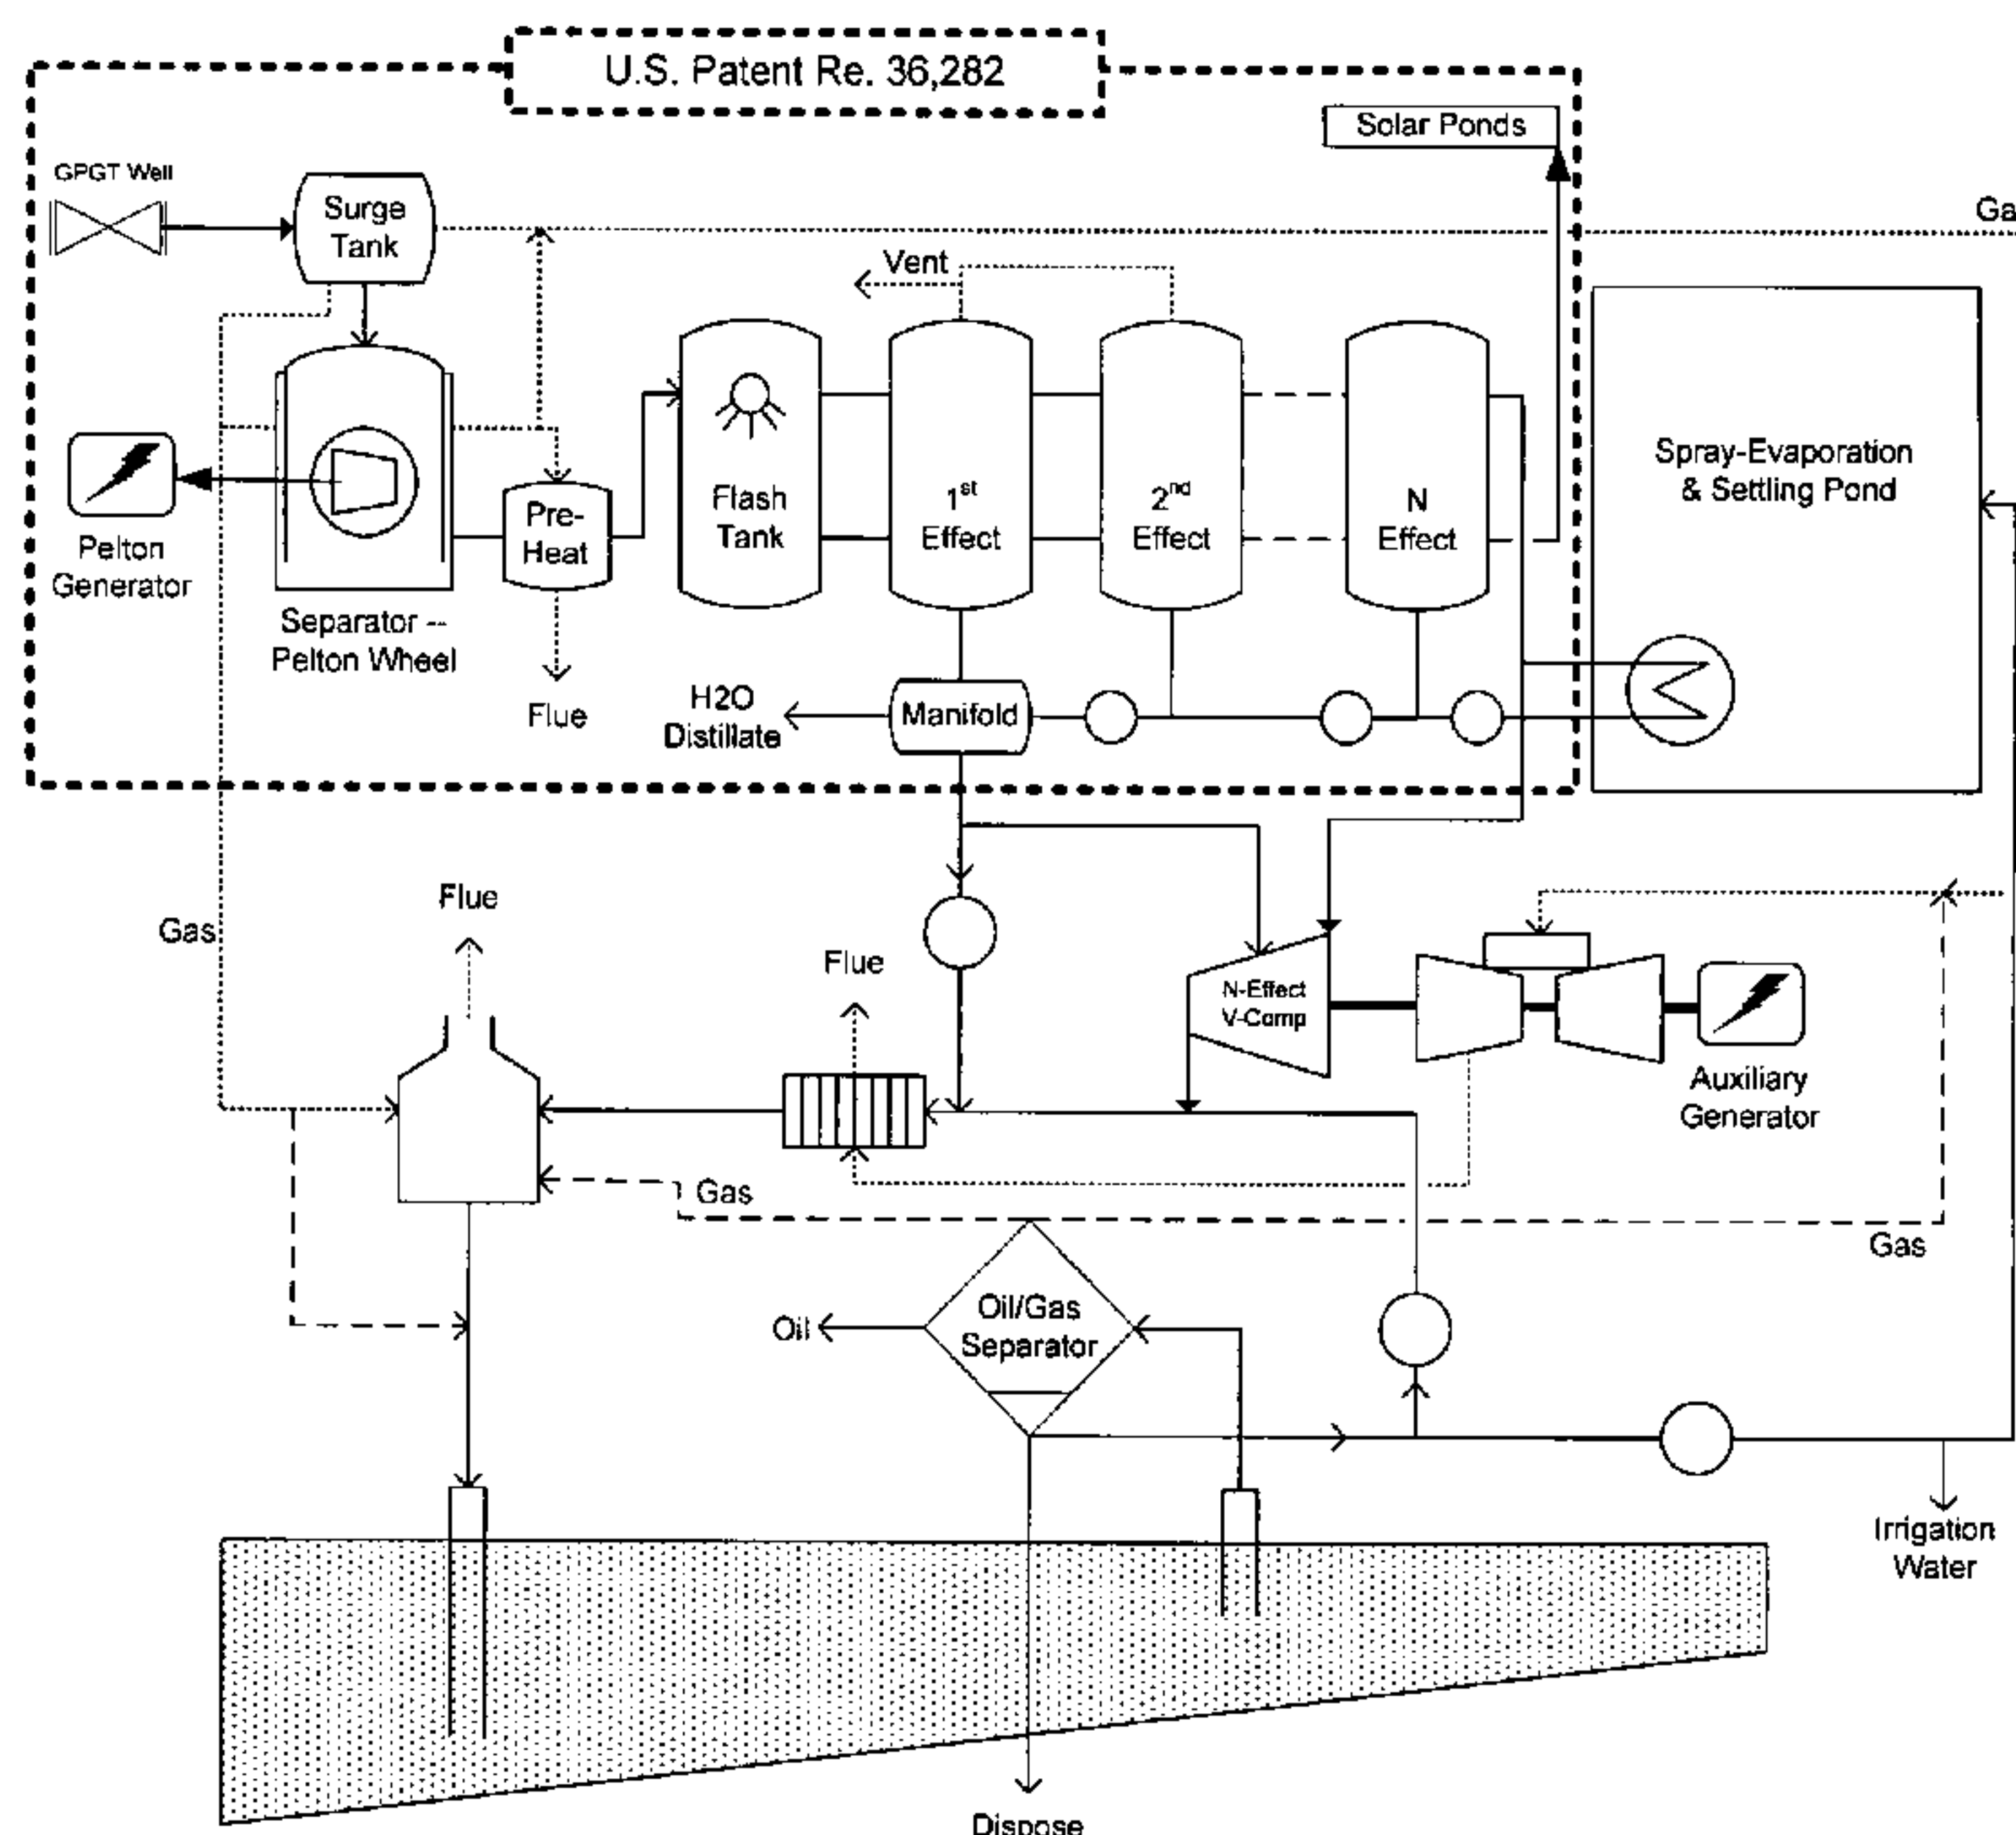 U.S. Patent Re. 36,282
Solar Ponds
GPGT Well
Surge
Tank
Ga
Vent
Spray-Evaporation
& Settling Pond
Flash
Tank
1st
Effect
2nd
Effect
N
Effect
Pre-
Heat
Pelton
Generator
Separator --
Pelton Wheel
Flue
H2O
Distillate
Manifold
Flue
Gas
Flue
N-Effect
V-Comp
Auxiliary
Generator
Gas
Gas
Oil
Oil/Gas
Separator
Irrigation
Water
Dispose